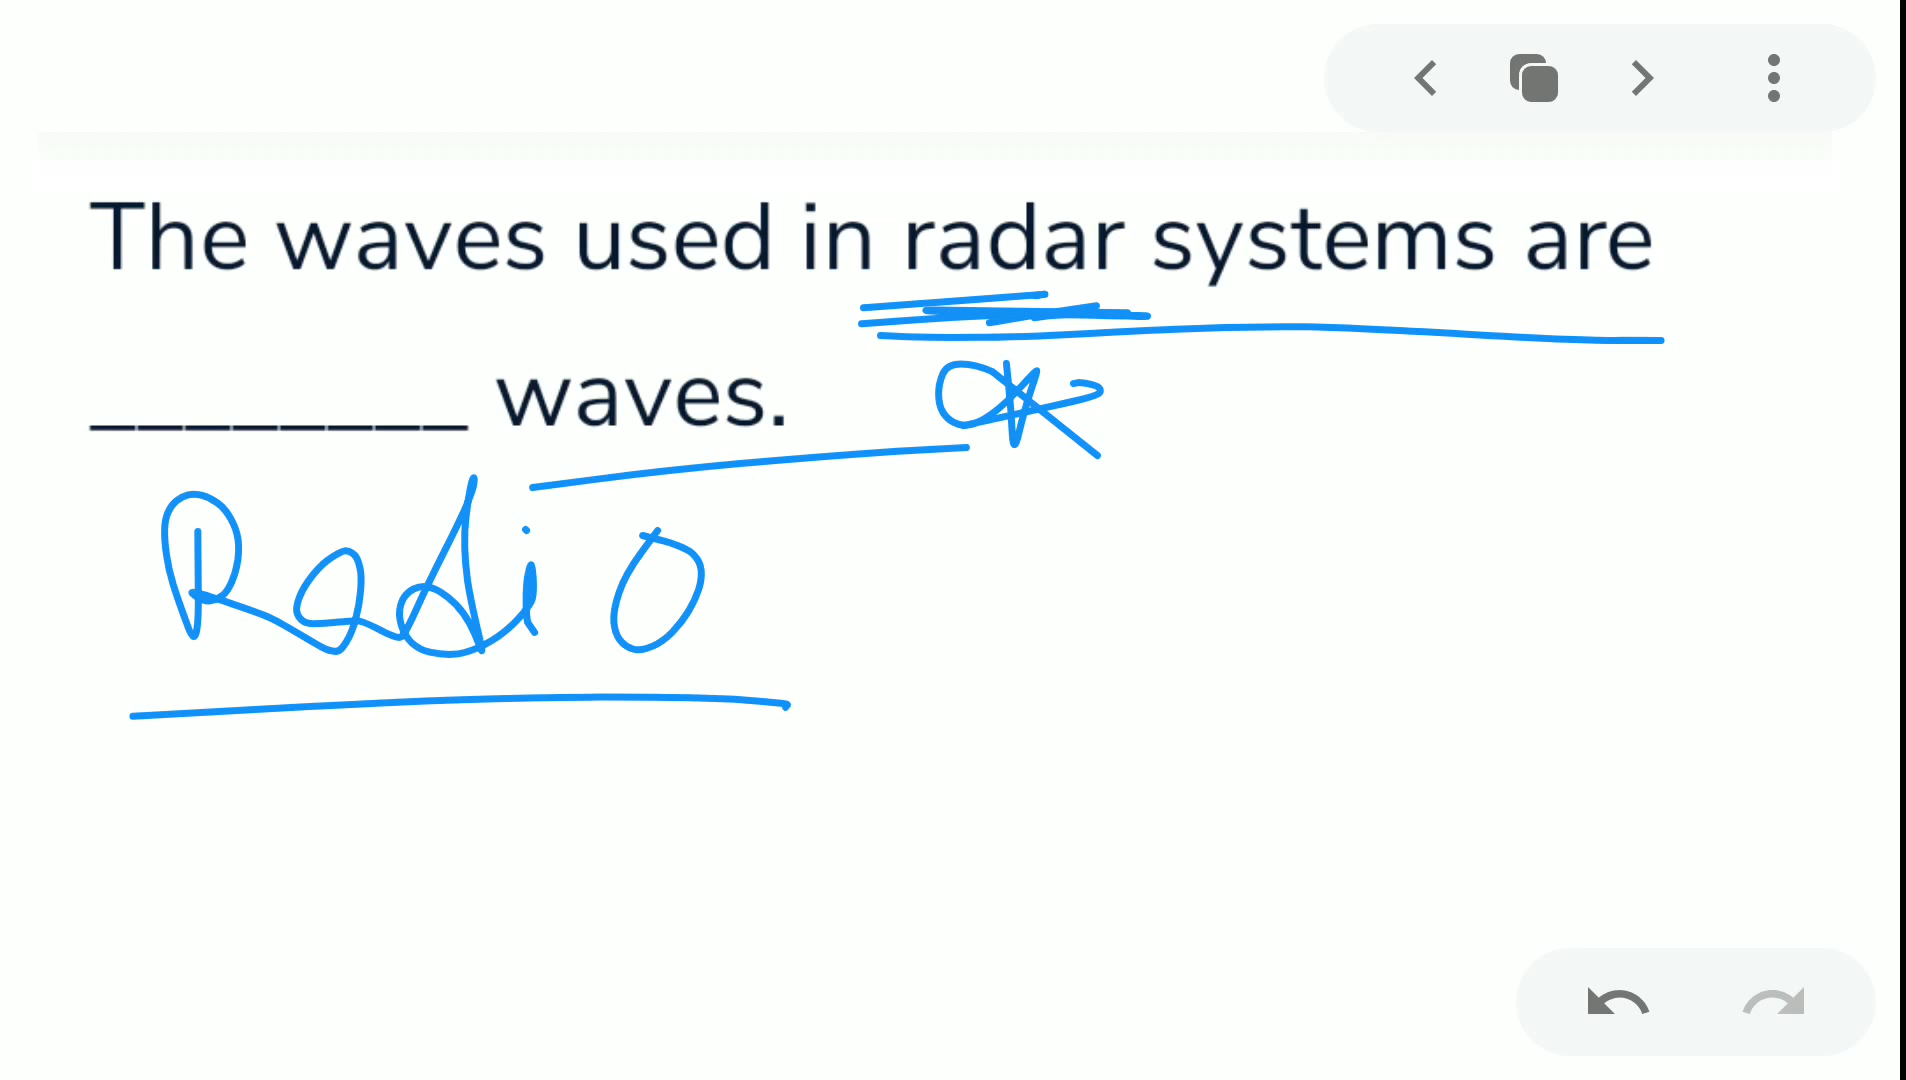 The waves used in radar systems are
________ waves.
Radio